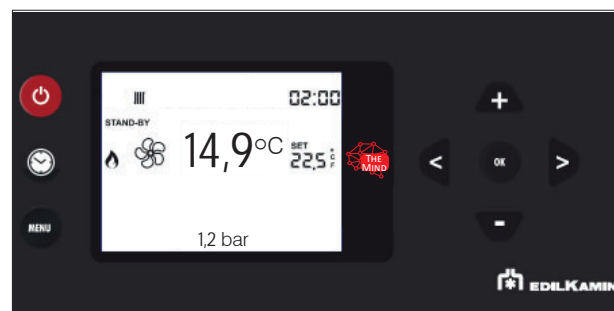 02:00
STAND-BY
14,9°C
SET
22,5 °C F
THE
MIND
OK
MENU
1,2 bar
EDILKAMIN